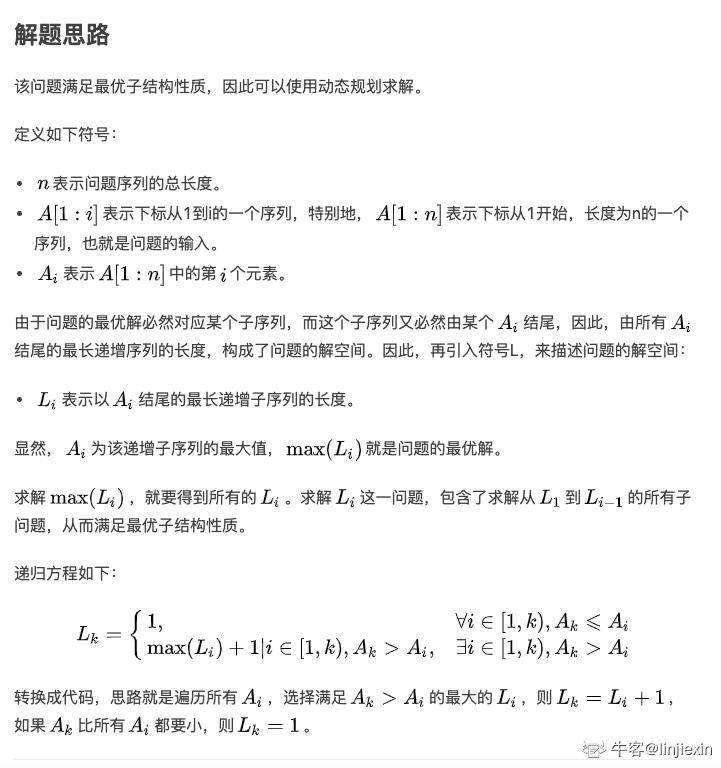 解题思路
该问题满足最优子结构性质，因此可以使用动态规划求解。
定义如下符号：
• n 表示问题序列的总长度。
• A[1 : i] 表示下标从1到i的一个序列，特别地， A[1 : n] 表示下标从1开始，长度为n的一个
序列，也就是问题的输入。
• A_i 表示 A[1 : n] 中的第 i 个元素。
由于问题的最优解必然对应某个子序列，而这个子序列又必然由某个 A_i 结尾，因此，由所有 A_i
结尾的最长递增序列的长度，构成了问题的解空间。因此，再引入符号L，来描述问题的解空间：
• L_i 表示以 A_i 结尾的最长递增子序列的长度。
显然， A_i 为该递增子序列的最大值， max(L_i) 就是问题的最优解。
求解 max(L_i) ，就要得到所有的 L_i 。求解 L_i 这一问题，包含了求解从 L_1 到 L_{i−1} 的所有子
问题，从而满足最优子结构性质。
递归方程如下：
L_k = { 1, ∀i ∈ [1, k), A_k ⩽ A_i
max(L_i) + 1|i ∈ [1, k), A_k > A_i, ∃i ∈ [1, k), A_k > A_i
转换成代码，思路就是遍历所有 A_i ，选择满足 A_k > A_i 的最大的 L_i ，则 L_k = L_i + 1 ，
如果 A_k 比所有 A_i 都要小，则 L_k = 1 。
牛客@linjiexin